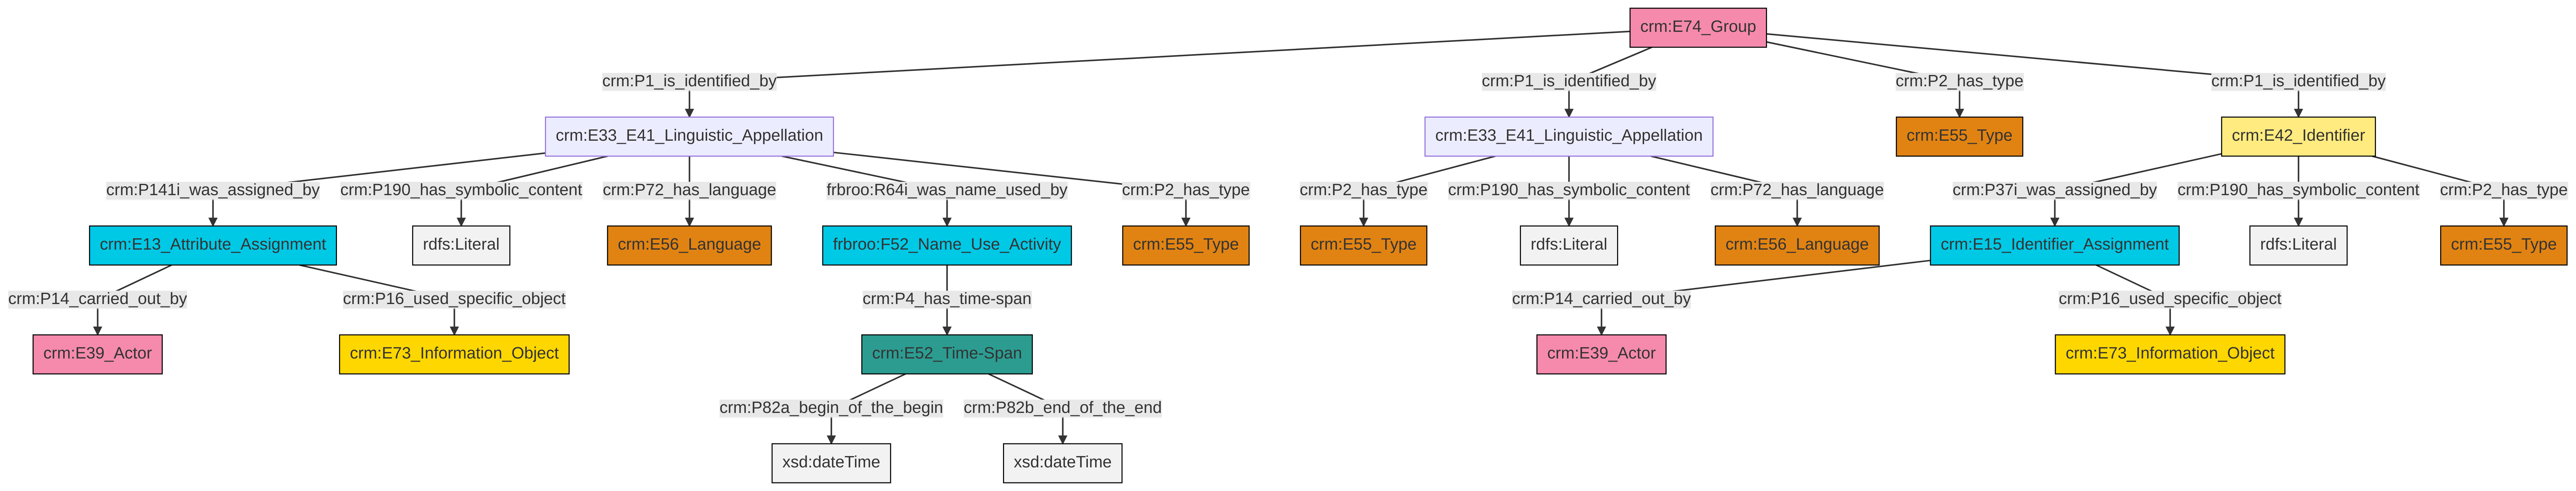 crm:E74_Group
crm:P1_is_identified_by
crm:P1_is_identified_by
crm:P2_has_type
crm:P1_is_identified_by
crm:E33_E41_Linguistic_Appellation
crm:E33_E41_Linguistic_Appellation
crm:E55_Type
crm:E42_Identifier
crm:P141i_was_assigned_by
crm:P190_has_symbolic_content
crm:P72_has_language
frbroo:R64i_was_name_used_by
crm:P2_has_type
crm:P2_has_type
crm:P190_has_symbolic_content
crm:P72_has_language
crm:P37i_was_assigned_by
crm:P190_has_symbolic_content
crm:P2_has_type
crm:E13_Attribute_Assignment
rdfs:Literal
crm:E56_Language
frbroo:F52_Name_Use_Activity
crm:E55_Type
crm:E55_Type
rdfs:Literal
crm:E56_Language
crm:E15_Identifier_Assignment
rdfs:Literal
crm:E55_Type
crm:P14_carried_out_by
crm:P16_used_specific_object
crm:P4_has_time-span
crm:P14_carried_out_by
crm:P16_used_specific_object
crm:E39_Actor
crm:E73_Information_Object
crm:E52_Time-Span
crm:E39_Actor
crm:E73_Information_Object
crm:P82a_begin_of_the_begin
crm:P82b_end_of_the_end
xsd:dateTime
xsd:dateTime